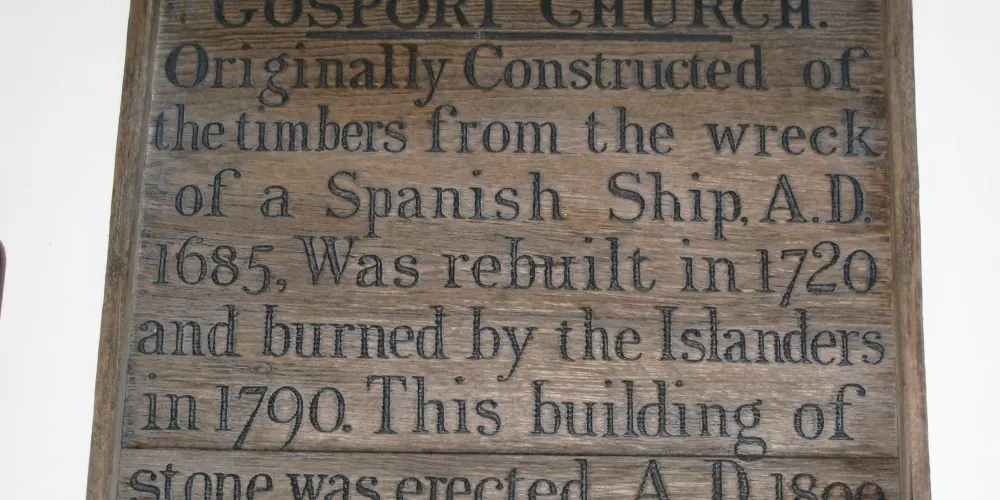 GOSPORT CHURCH.
Originally Constructed of
the timbers from the wreck
of a Spanish Ship, A.D.
1685, Was rebuilt in 1720
and burned by the Islanders
in 1790. This building of
stone was erected A.D. 1800